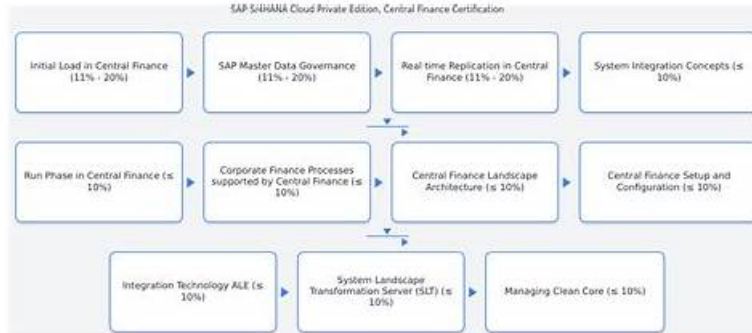 SAP S/4HANA Cloud Private Edition, Central Finance Certification
Initial Load in Central Finance
(11% - 20%)
SAP Master Data Governance
(11% - 20%)
Real time Replication in Central
Finance (11% - 20%)
System Integration Concepts (≤
10%)
Run Phase in Central Finance (≤
10%)
Corporate Finance Processes
supported by Central Finance (≤
10%)
Central Finance Landscape
Architecture (≤ 10%)
Central Finance Setup and
Configuration (≤ 10%)
Integration Technology ALE (≤
10%)
System Landscape
Transformation Server (SLT) (≤
10%)
Managing Clean Core (≤ 10%)